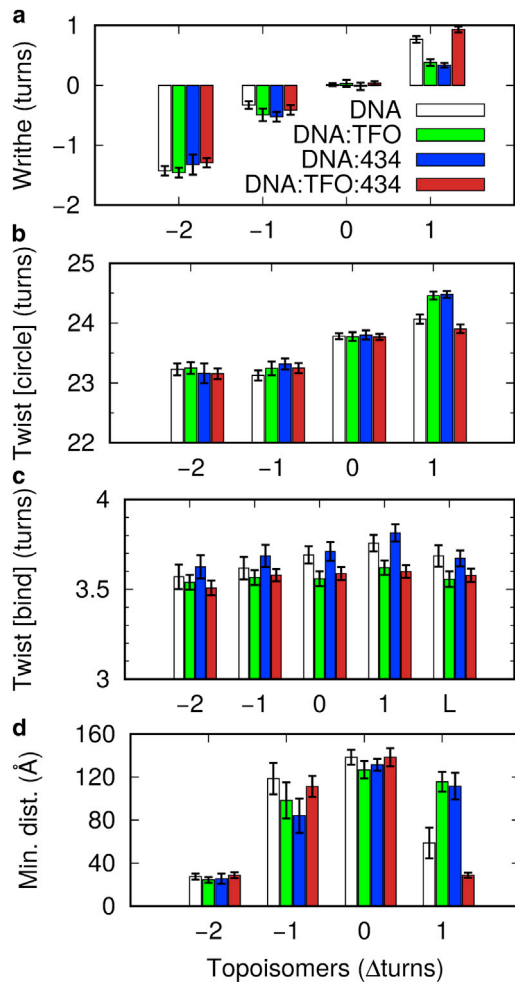 a
Writhe (turns)
1
0
−1
−2
DNA
DNA:TFO
DNA:434
DNA:TFO:434
−2 −1 0 1
b
Twist [circle] (turns)
25
24
23
22
−2 −1 0 1
c
Twist [bind] (turns)
4
3.5
3
−2 −1 0 1 L
d
Min. dist. (Å)
160
120
80
40
0
−2 −1 0 1
Topoisomers (Δturns)